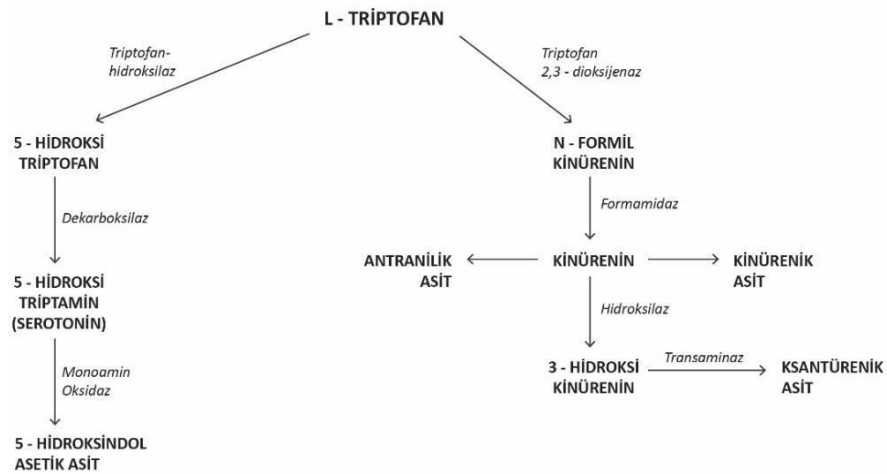 L - TRİPTOFAN
Triptofan-
hidroksilaz
Triptofan
2,3 - dioksijenaz
5 - HİDROKSİ
TRİPTOFAN
N - FORMİL
KİNÜRENİN
Dekarboksilaz
Formamidaz
ANTRANİLİK
ASİT
KİNÜRENİN
KİNÜRENİK
ASİT
5 - HİDROKSİ
TRİPTAMİN
(SEROTONİN)
Hidroksilaz
Monoamin
Oksidaz
3 - HİDROKSİ
KİNÜRENİN
Transaminaz
KSANTÜRENİK
ASİT
5 - HİDROKSİNDOL
ASETİK ASİT